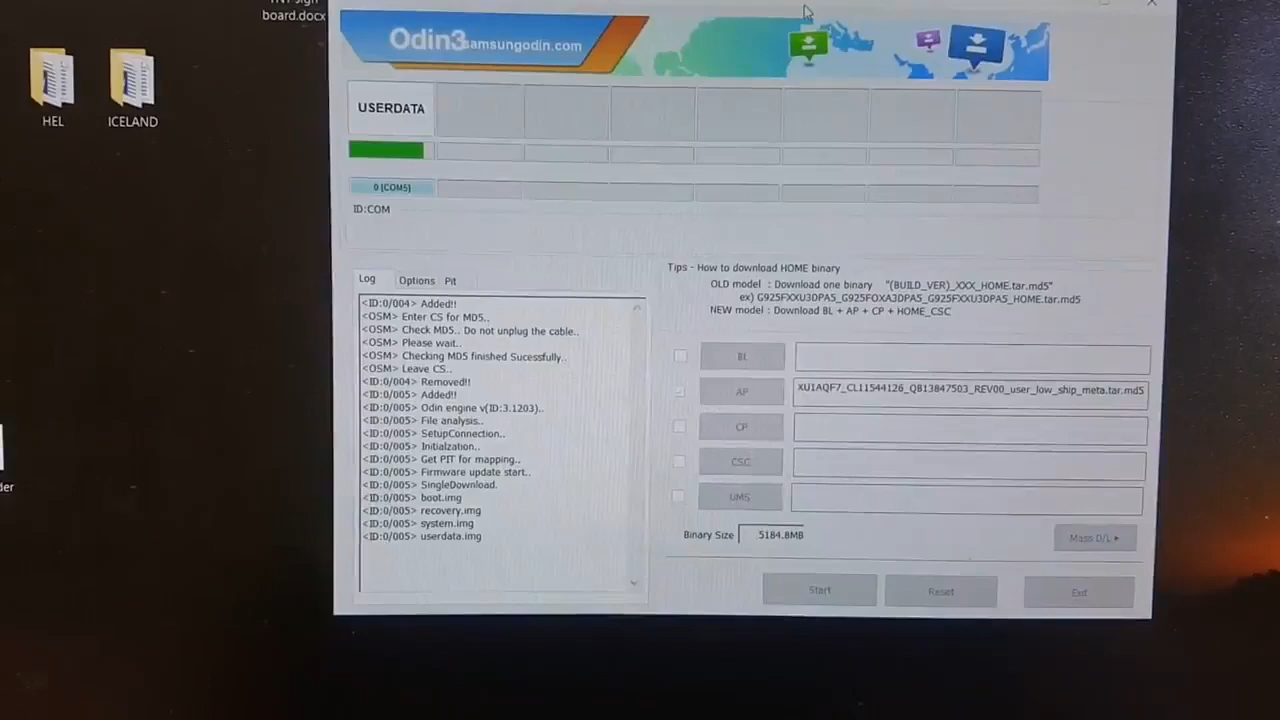 board.docx
HEL
ICELAND
der
Odin3
samsungodin.com
USERDATA
0 [COM5]
ID:COM
Log
Options
Pit
<ID:0/004> Added!!
<OSM> Enter CS for MD5..
<OSM> Check MD5.. Do not unplug the cable..
<OSM> Please wait..
<OSM> Checking MD5 finished Sucessfully..
<OSM> Leave CS..
<ID:0/004> Removed!!
<ID:0/005> Added!!
<ID:0/005> Odin engine v(ID:3.1203)..
<ID:0/005> File analysis..
<ID:0/005> SetupConnection..
<ID:0/005> Initialzation..
<ID:0/005> Get PIT for mapping..
<ID:0/005> Firmware update start..
<ID:0/005> SingleDownload.
<ID:0/005> boot.img
<ID:0/005> recovery.img
<ID:0/005> system.img
<ID:0/005> userdata.img
Tips - How to download HOME binary
OLD model : Download one binary "(BUILD_VER)_XXX_HOME.tar.md5"
ex) G925FXXU3DPA5_G925FOXA3DPA5_G925FXXU3DPA5_HOME.tar.md5
NEW model : Download BL + AP + CP + HOME_CSC
BL
AP
XU1AQF7_CL11544126_QB13847503_REV00_user_low_ship_meta.tar.md5
CP
CSC
UMS
Binary Size
5184.8MB
Mass D/L
Start
Reset
Exit